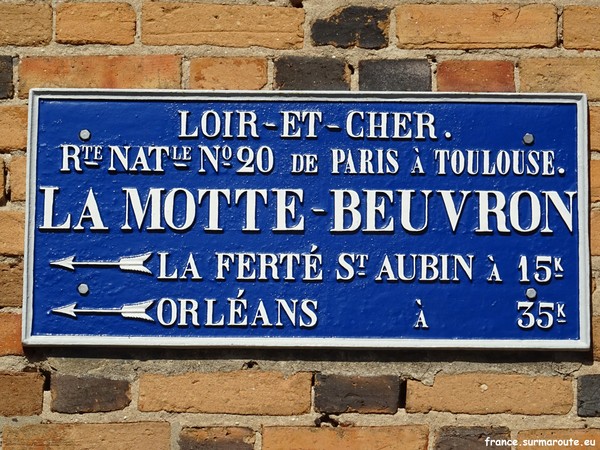 LOIR-ET-CHER.
RTE NATLE NO 20 DE PARIS À TOULOUSE.
LA MOTTE-BEUVRON
LA FERTÉ ST AUBIN À 15K
ORLÉANS À 35K
france.surmaroute.eu